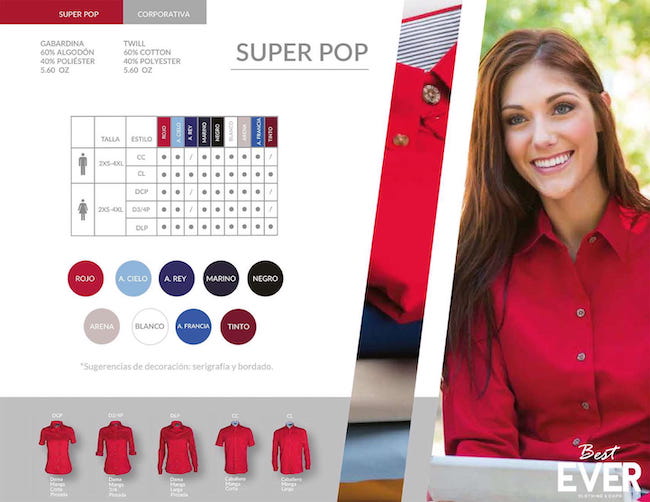 SUPER POP
CORPORATIVA
GABARDINA
60% ALGODÓN
40% POLIÉSTER
5.60 OZ
TWILL
60% COTTON
40% POLYESTER
5.60 OZ
SUPER POP
TALLA ESTILO ROJO A. CIELO A. REY MARINO NEGRO BLANCO ARENA A. FRANCIA TINTO
2XS-4XL
CC
CL
2XS-4XL
DCP
D3/4P
DLP
ROJO
A. CIELO
A. REY
MARINO
NEGRO
ARENA
BLANCO
A. FRANCIA
TINTO
*Sugerencias de decoración: serigrafía y bordado.
DCP
Dama
Manga
Corta
Pinzada
D3/4P
Dama
Manga
3/4
Pinzada
DLP
Dama
Manga
Larga
Pinzada
CC
Caballero
Manga
Corta
CL
Caballero
Manga
Larga
Best
EVER